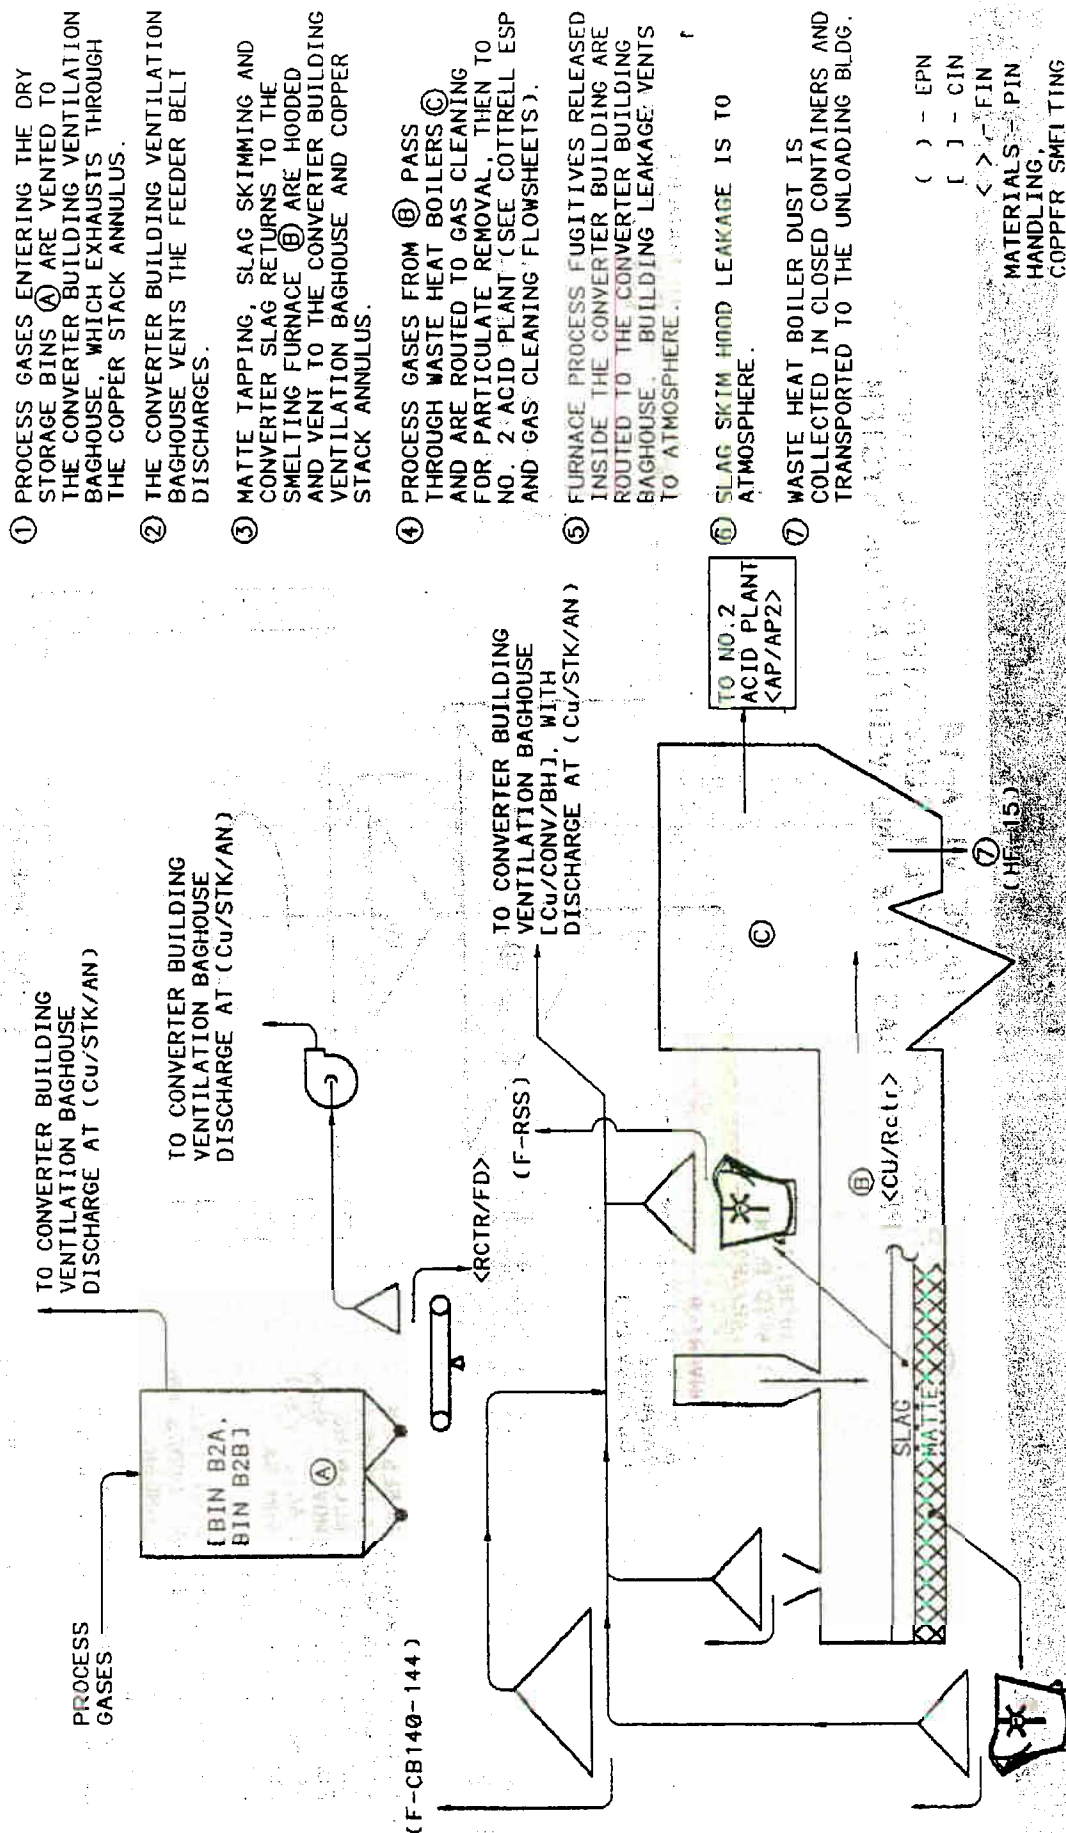 ① PROCESS GASES ENTERING THE DRY
STORAGE BINS Ⓐ ARE VENTED TO
THE CONVERTER BUILDING VENTILATION
BAGHOUSE, WHICH EXHAUSTS THROUGH
THE COPPER STACK ANNULUS.
② THE CONVERTER BUILDING VENTILATION
BAGHOUSE VENTS THE FEEDER BELT
DISCHARGES.
③ MATTE TAPPING, SLAG SKIMMING AND
CONVERTER SLAG RETURNS TO THE
SMELTING FURNACE Ⓑ ARE HOODED
AND VENT TO THE CONVERTER BUILDING
VENTILATION BAGHOUSE AND COPPER
STACK ANNULUS.
④ PROCESS GASES FROM Ⓑ PASS
THROUGH WASTE HEAT BOILERS Ⓒ
AND ARE ROUTED TO GAS CLEANING
FOR PARTICULATE REMOVAL, THEN TO
NO. 2 ACID PLANT (SEE COTTRELL ESP
AND GAS CLEANING FLOWSHEETS).
⑤ FURNACE PROCESS FUGITIVES RELEASED
INSIDE THE CONVERTER BUILDING ARE
ROUTED TO THE CONVERTER BUILDING
BAGHOUSE. BUILDING LEAKAGE VENTS
TO ATMOSPHERE.
⑥ SLAG SKIM HOOD LEAKAGE IS TO
ATMOSPHERE.
⑦ WASTE HEAT BOILER DUST IS
COLLECTED IN CLOSED CONTAINERS AND
TRANSPORTED TO THE UNLOADING BLDG.
( ) - EPN
[ ] - CIN
< > - FIN
MATERIALS - PIN
HANDLING,
COPPER SMELTING
PROCESS
GASES
TO CONVERTER BUILDING
VENTILATION BAGHOUSE
DISCHARGE AT (Cu/STK/AN)
[BIN B2A,
BIN B2B]
Ⓐ
TO CONVERTER BUILDING
VENTILATION BAGHOUSE
DISCHARGE AT (Cu/STK/AN)
<RCTR/FD>
(F-CB140-144)
(F-RSS)
TO CONVERTER BUILDING
VENTILATION BAGHOUSE
[Cu/CONV/BH], WITH
DISCHARGE AT (Cu/STK/AN)
TO NO.2
ACID PLANT
<AP/AP2>
Ⓒ
Ⓑ
<CU/Rctr>
SLAG
MATTE
⑦
(HF-15)